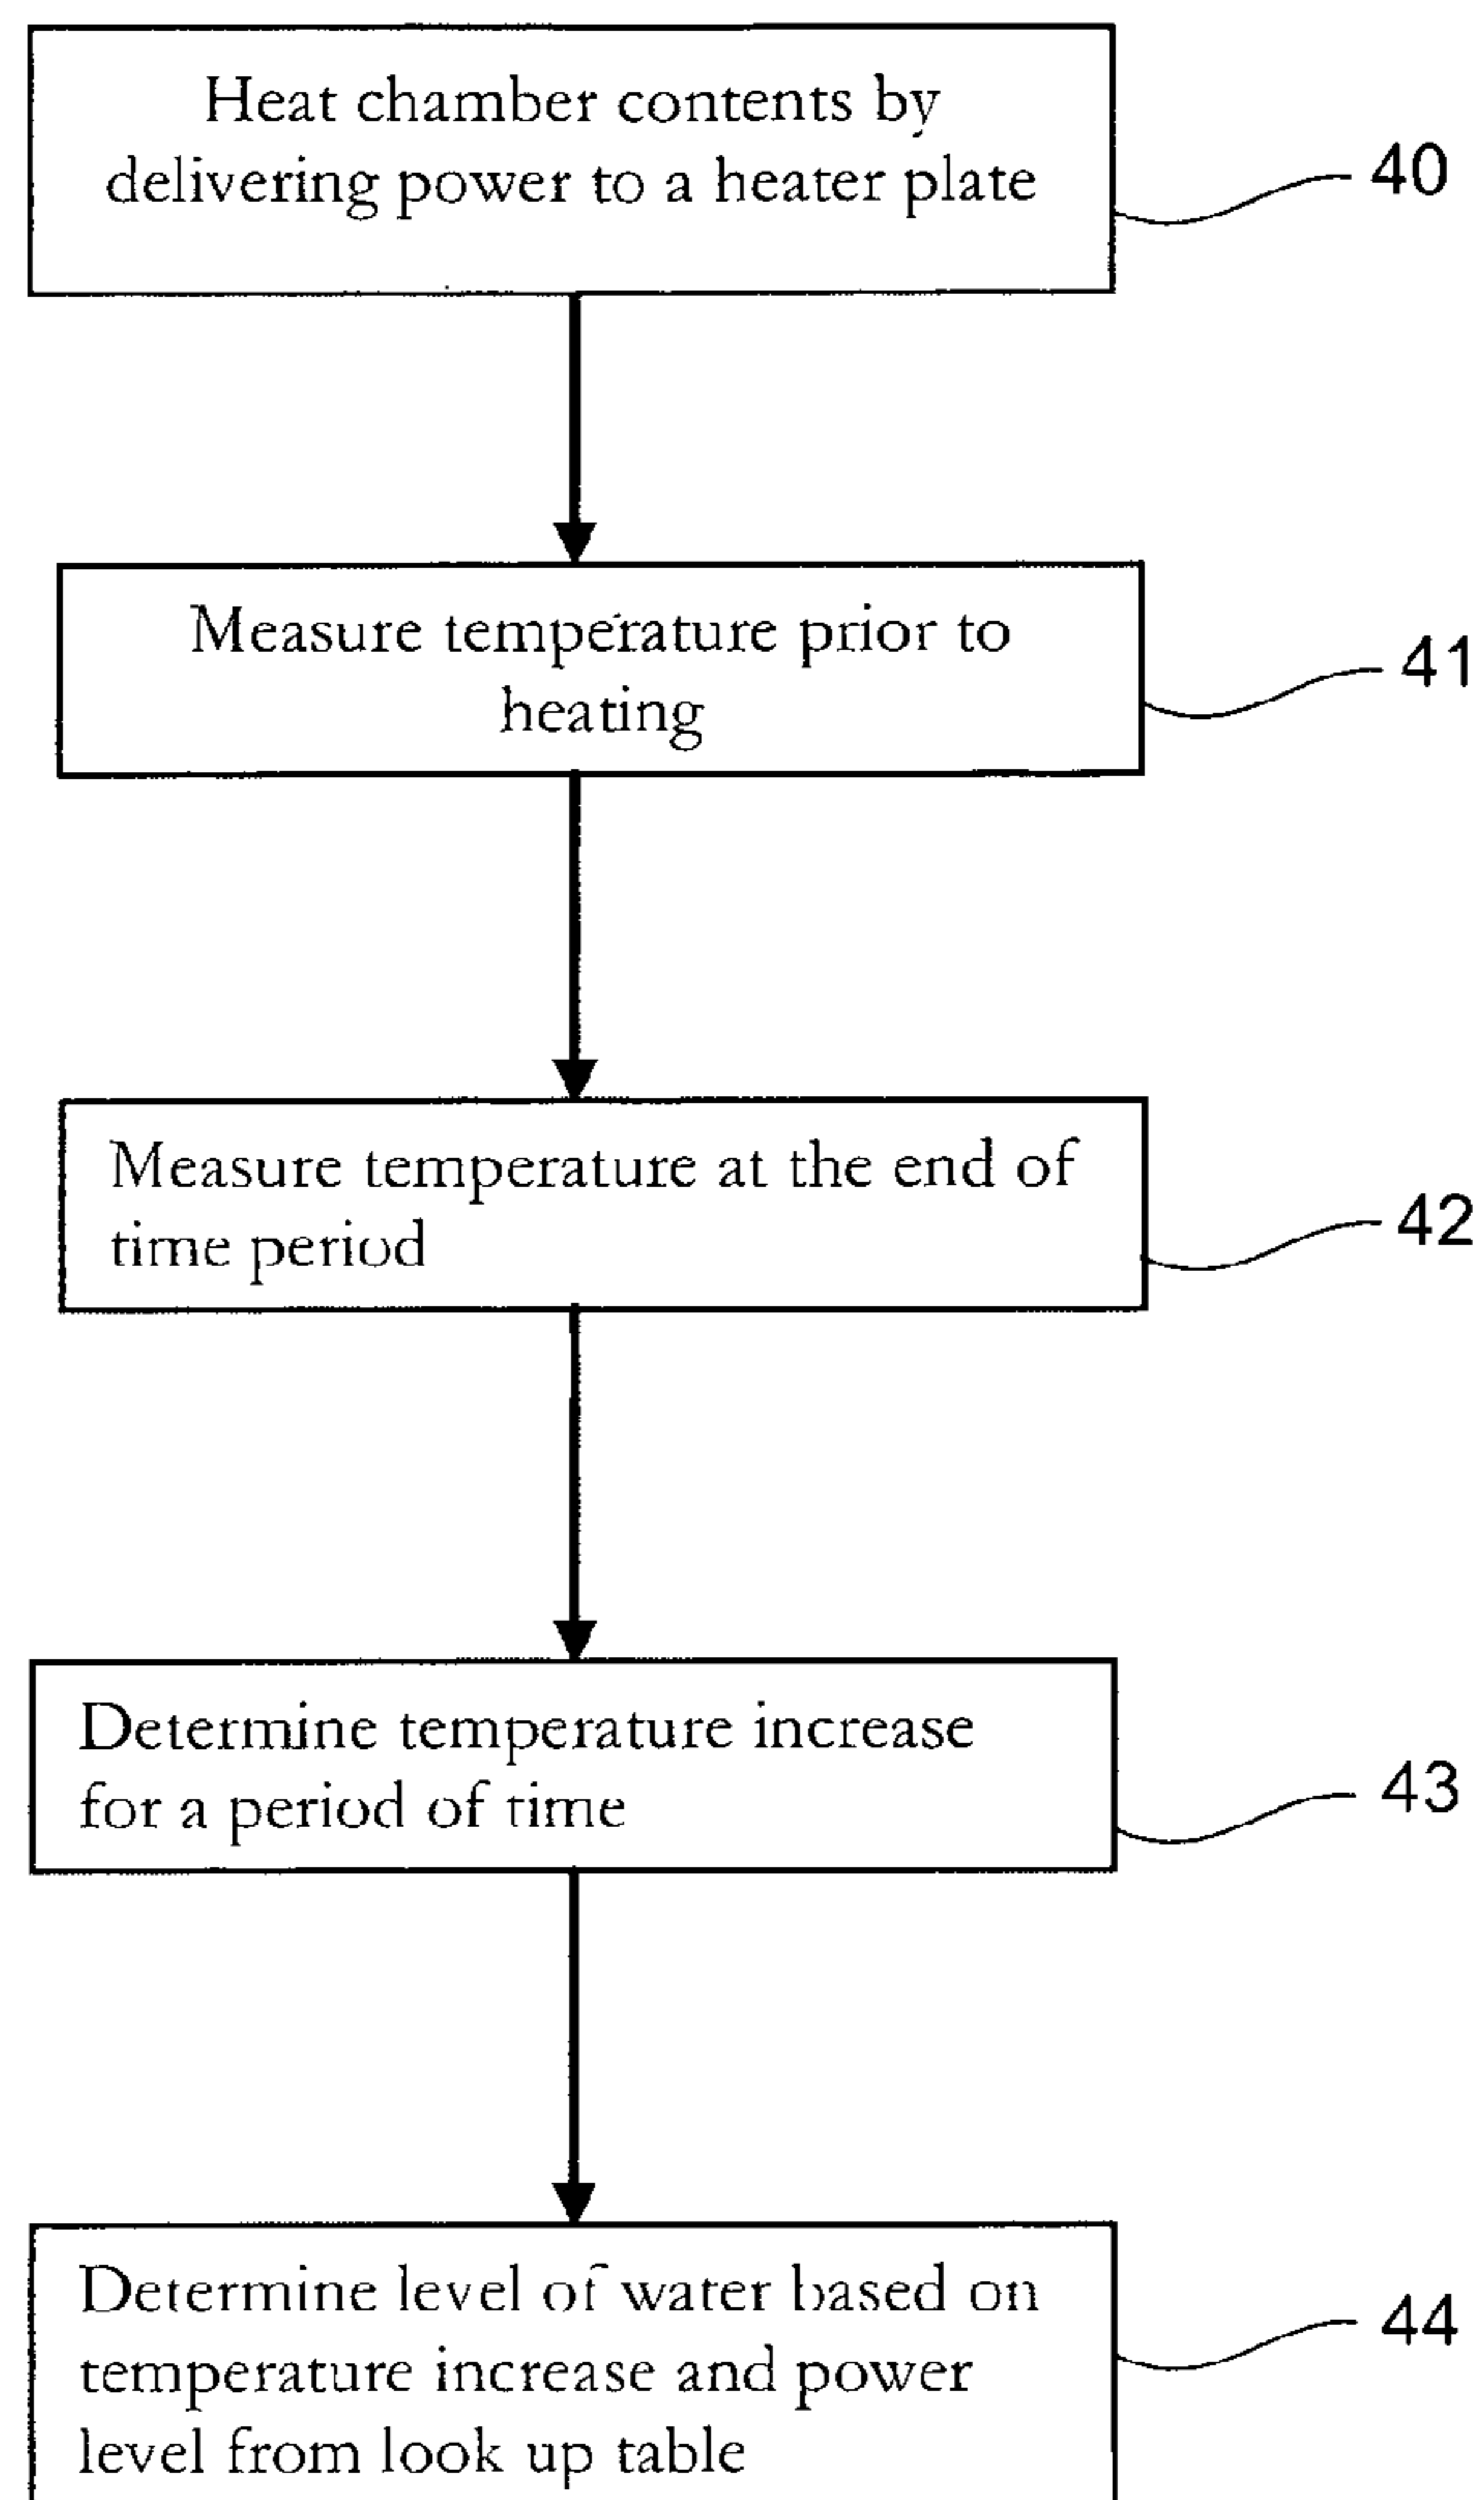 Heat chamber contents by
delivering power to a heater plate
40
Measure temperature prior to
heating
41
Measure temperature at the end of
time period
42
Determine temperature increase
for a period of time
43
Determine level of water based on
temperature increase and power
level from look up table
44